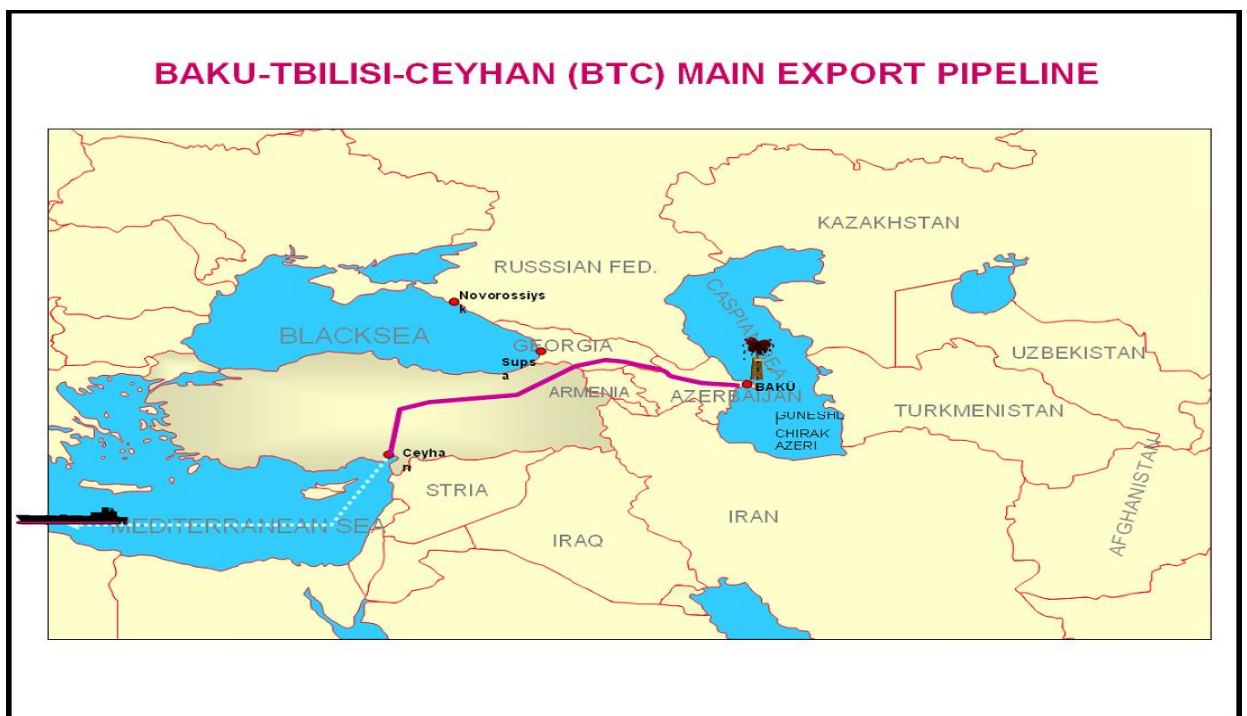 BAKU-TBILISI-CEYHAN (BTC) MAIN EXPORT PIPELINE
KAZAKHSTAN
RUSSSIAN FED.
CASPIAN SEA
Novorossiys
k
BLACKSEA
GEORGIA
Sups
a
UZBEKISTAN
ARMENIA
AZERBAIJAN
BAKÜ
TURKMENISTAN
GUNESHL
I
CHIRAK
AZERI
Ceyha
n
STRIA
AFGHANISTAN
MEDITERRANEAN SEA
IRAN
IRAQ